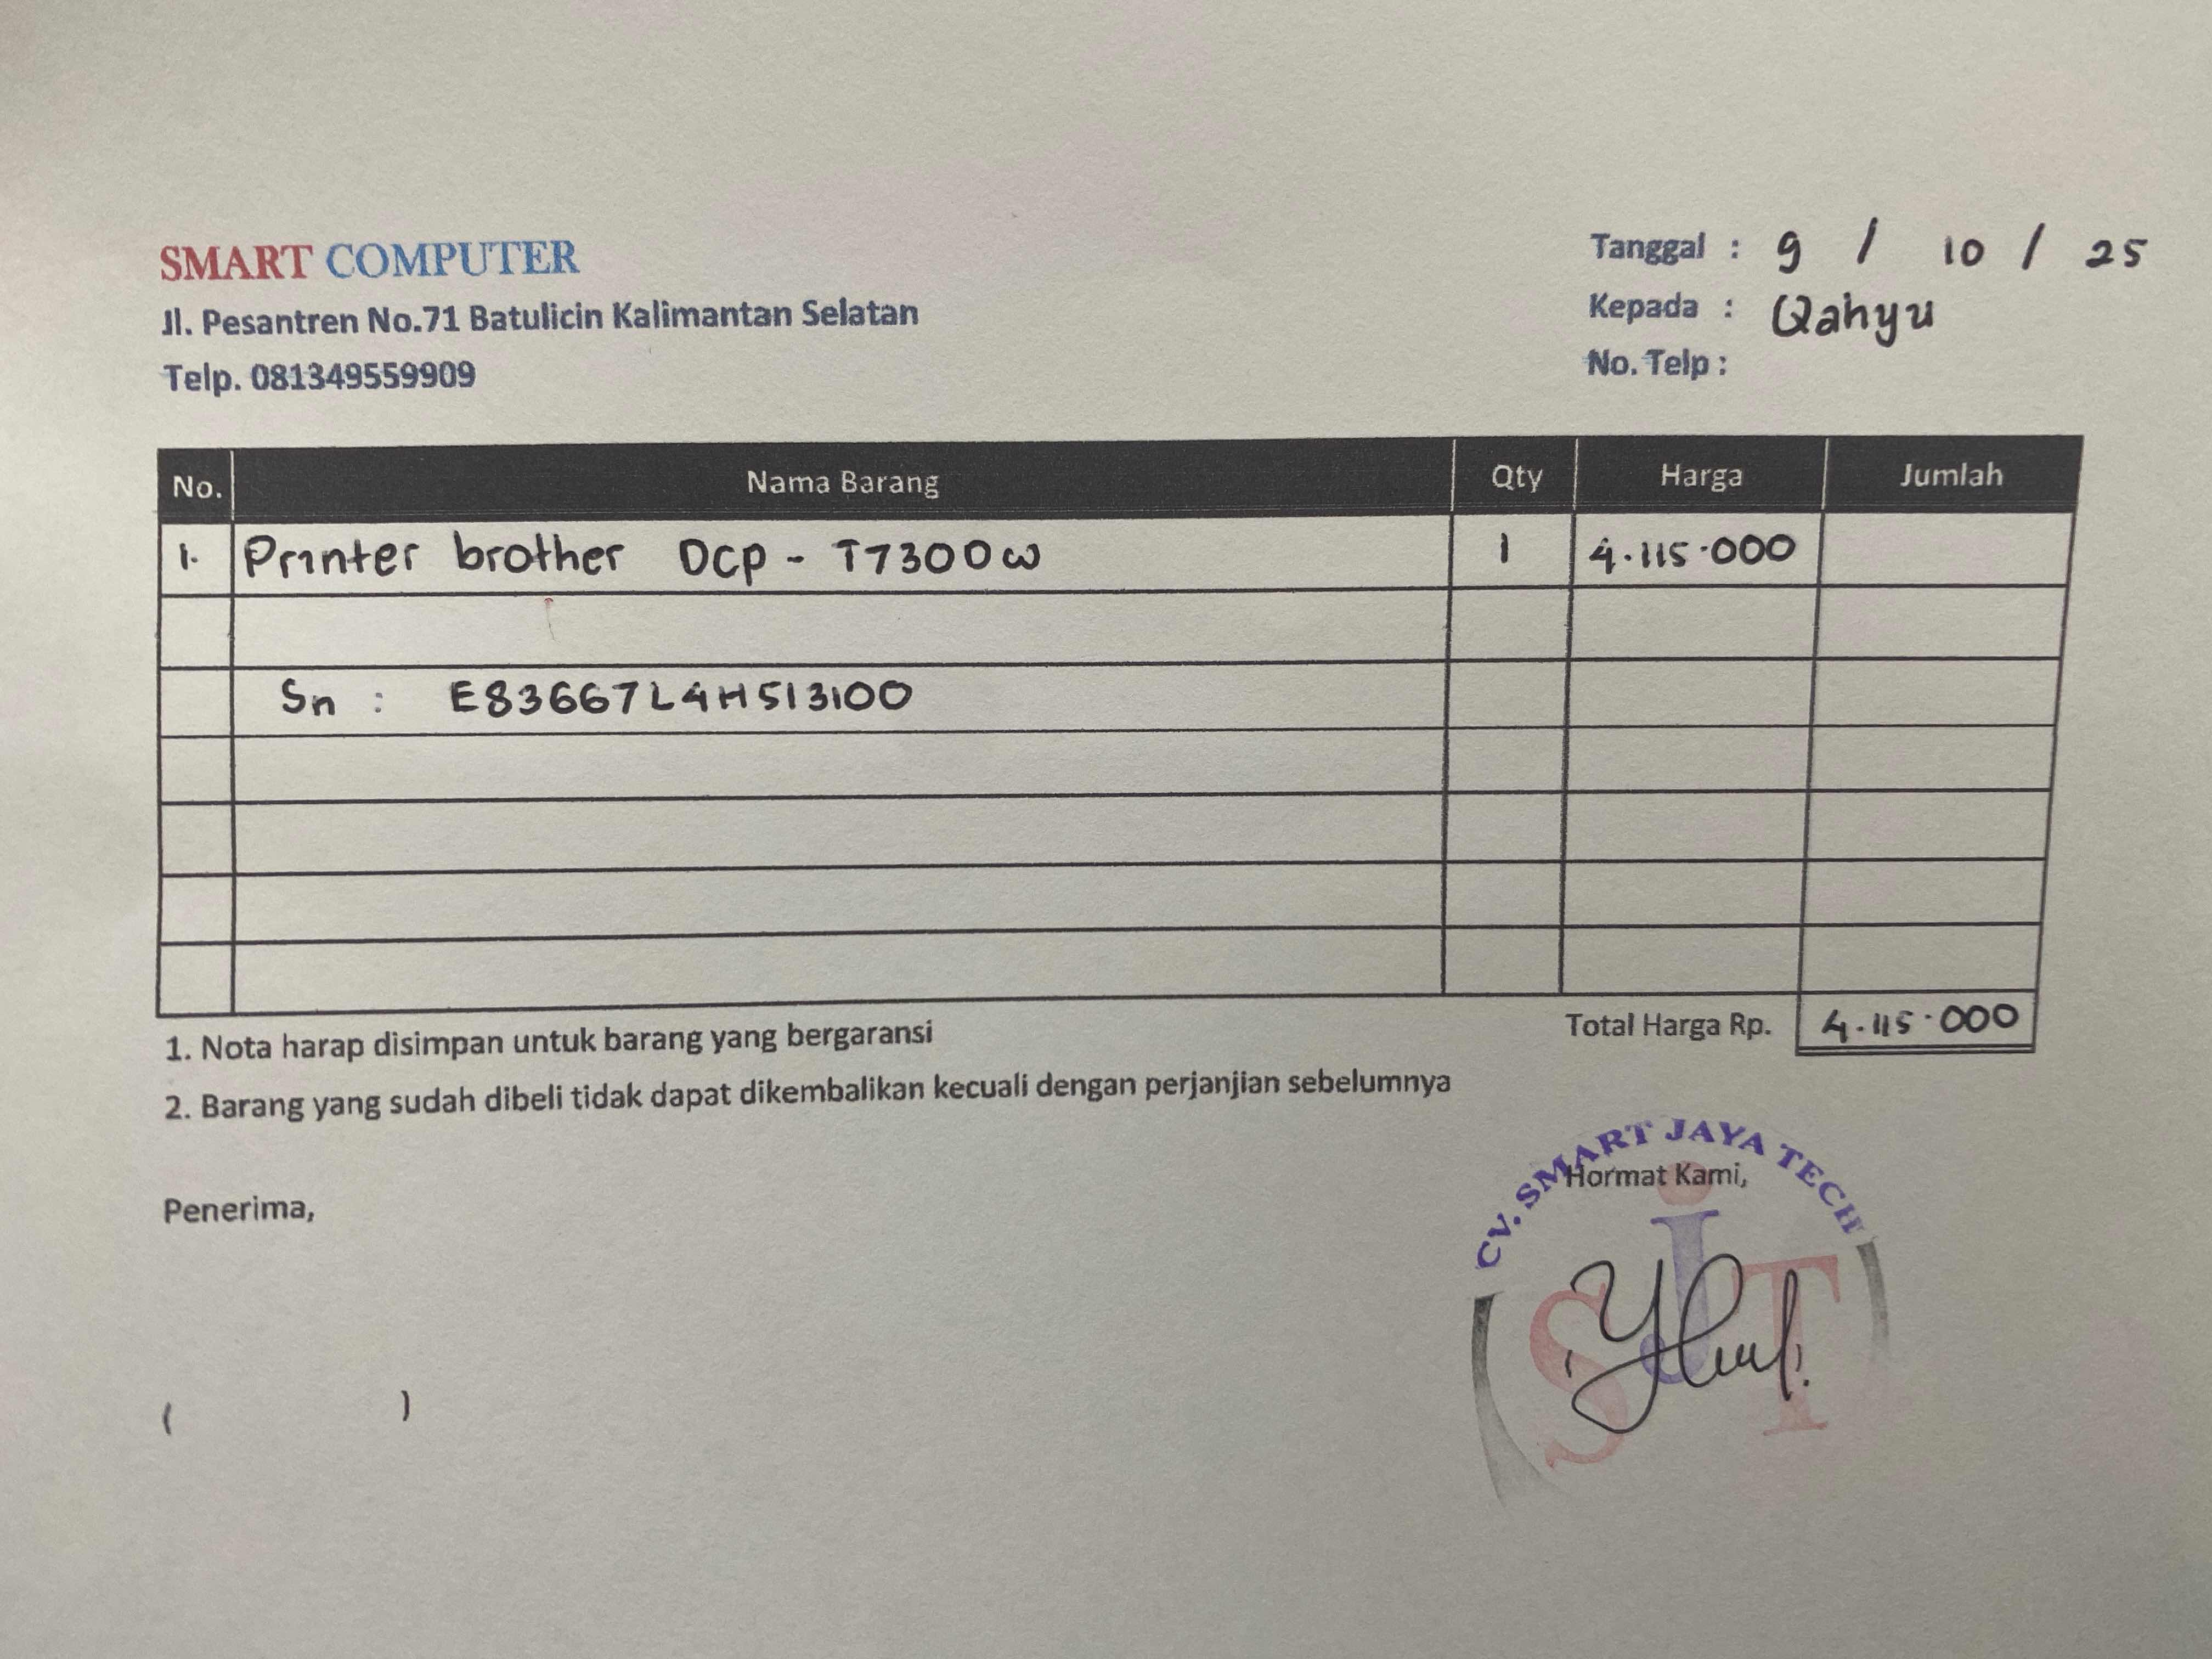 SMART COMPUTER
Jl. Pesantren No.71 Batulicin Kalimantan Selatan
Telp. 081349559909
Tanggal : 9 / 10 / 25
Kepada : Qahyu
No. Telp :
No. Nama Barang Qty Harga Jumlah
1. Printer brother DCP - T7300w 1 4.115.000
Sn : E83667L4H513100
Total Harga Rp. 4.115.000
1. Nota harap disimpan untuk barang yang bergaransi
2. Barang yang sudah dibeli tidak dapat dikembalikan kecuali dengan perjanjian sebelumnya
Penerima,
( )
Hormat Kami,
CV. SMART JAYA TECH
SJT